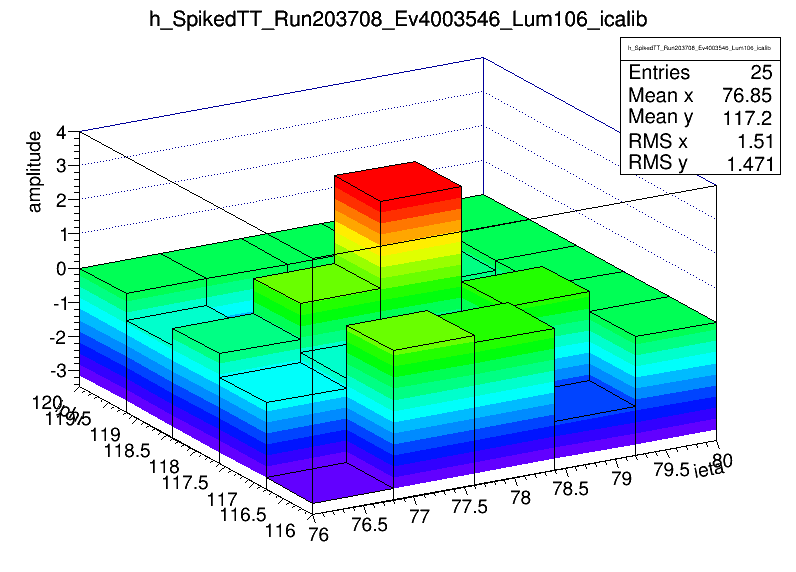 h_SpikedTT_Run203708_Ev4003546_Lum106_icalib
h_SpikedTT_Run203708_Ev4003546_Lum106_icalib
Entries 25
Mean x 76.85
Mean y 117.2
RMS x 1.51
RMS y 1.471
amplitude
4
3
2
1
0
-1
-2
-3
120
119.5
119
118.5
118
117.5
117
116.5
116
iphi
76
76.5
77
77.5
78
78.5
79
79.5
80
ieta